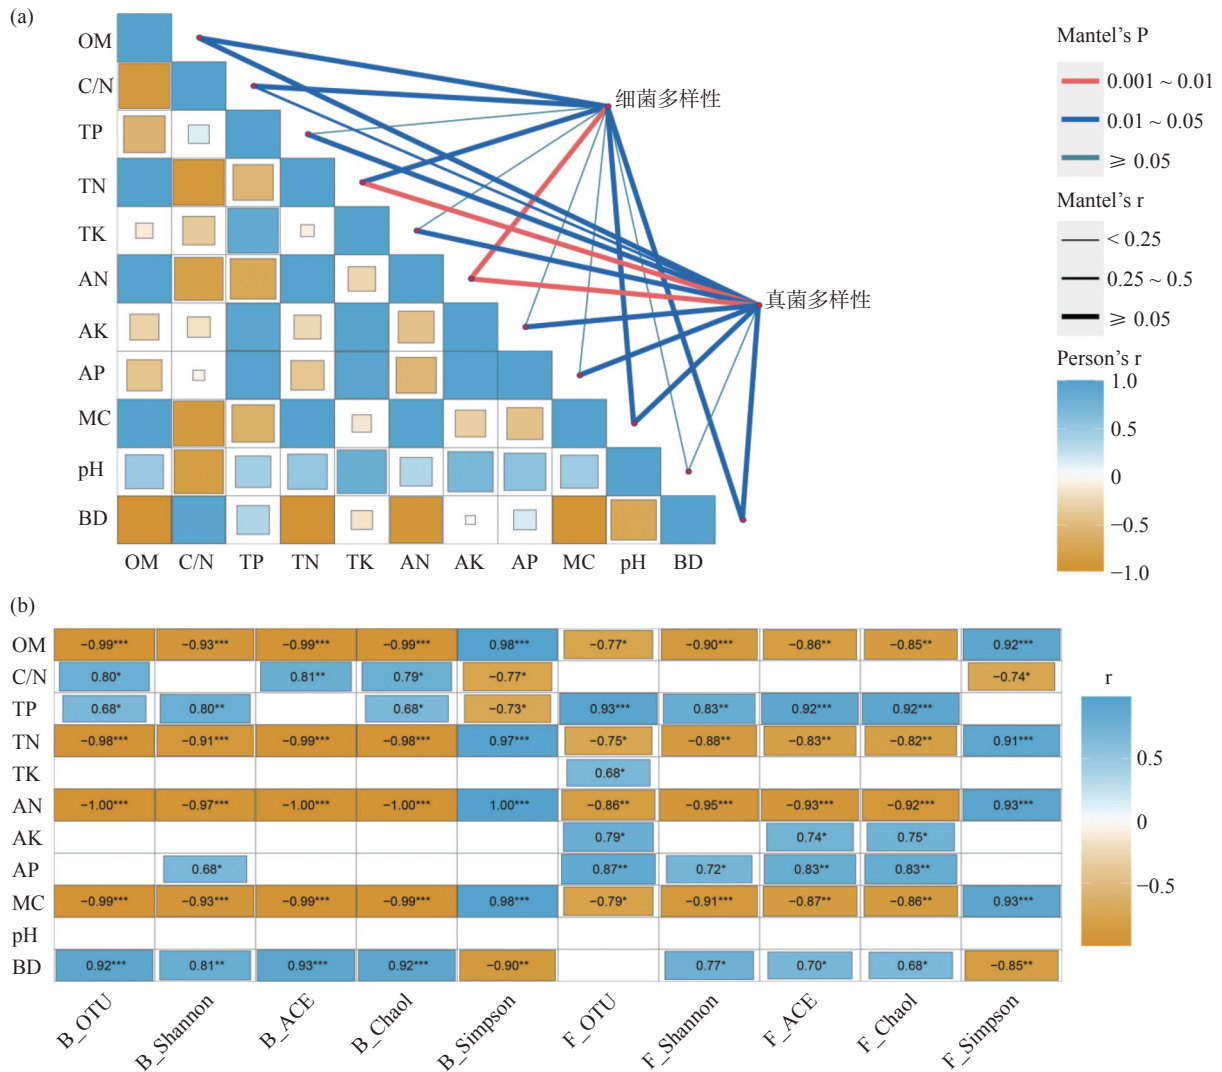 (a)
OM
C/N
TP
TN
TK
AN
AK
AP
MC
pH
BD
OM C/N TP TN TK AN AK AP MC pH BD
细菌多样性
真菌多样性
Mantel's P
0.001 ~ 0.01
0.01 ~ 0.05
⩾ 0.05
Mantel's r
< 0.25
0.25 ~ 0.5
⩾ 0.05
Person's r
1.0
0.5
0
−0.5
−1.0
(b)
OM −0.99*** −0.93*** −0.99*** −0.99*** 0.98*** −0.77* −0.90*** −0.86** −0.85** 0.92***
C/N 0.80* 0.81** 0.79* −0.77* −0.74*
TP 0.68* 0.80** 0.68* −0.73* 0.93*** 0.83** 0.92*** 0.92***
TN −0.98*** −0.91*** −0.99*** −0.98*** 0.97*** −0.75* −0.88** −0.83** −0.82** 0.91***
TK 0.68*
AN −1.00*** −0.97*** −1.00*** −1.00*** 1.00*** −0.86** −0.95*** −0.93*** −0.92*** 0.93***
AK 0.79* 0.74* 0.75*
AP 0.68* 0.87** 0.72* 0.83** 0.83**
MC −0.99*** −0.93*** −0.99*** −0.99*** 0.98*** −0.79* −0.91*** −0.87** −0.86** 0.93***
pH
BD 0.92*** 0.81** 0.93*** 0.92*** −0.90** 0.77* 0.70* 0.68* −0.85**
B_OTU B_Shannon B_ACE B_Chaol B_Simpson F_OTU F_Shannon F_ACE F_Chaol F_Simpson
r
0.5
0
−0.5